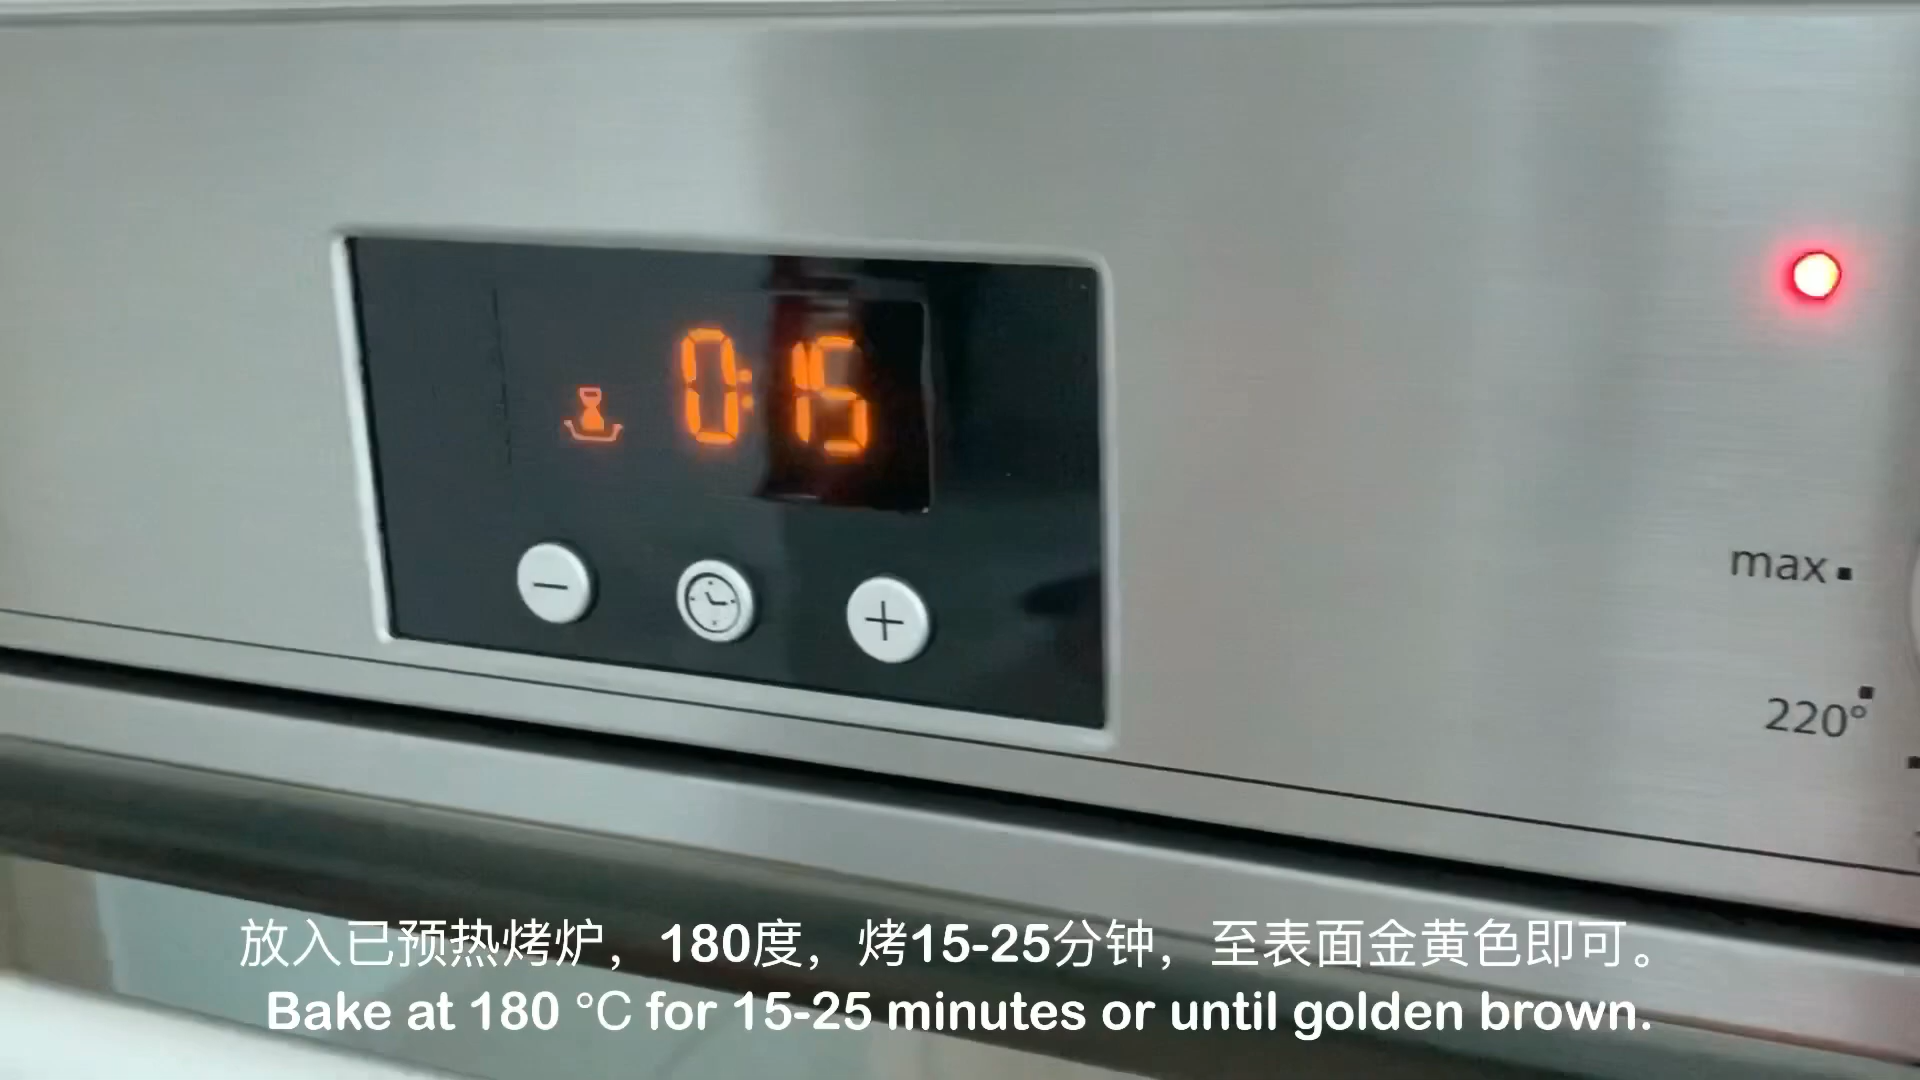 0:15
max
220°
放入已预热烤炉，180度，烤15-25分钟，至表面金黄色即可。
Bake at 180 °C for 15-25 minutes or until golden brown.